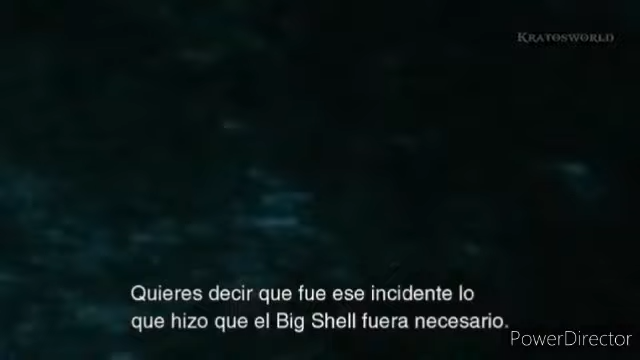 KRATOSWORLD
Quieres decir que fue ese incidente lo
que hizo que el Big Shell fuera necesario.
PowerDirector